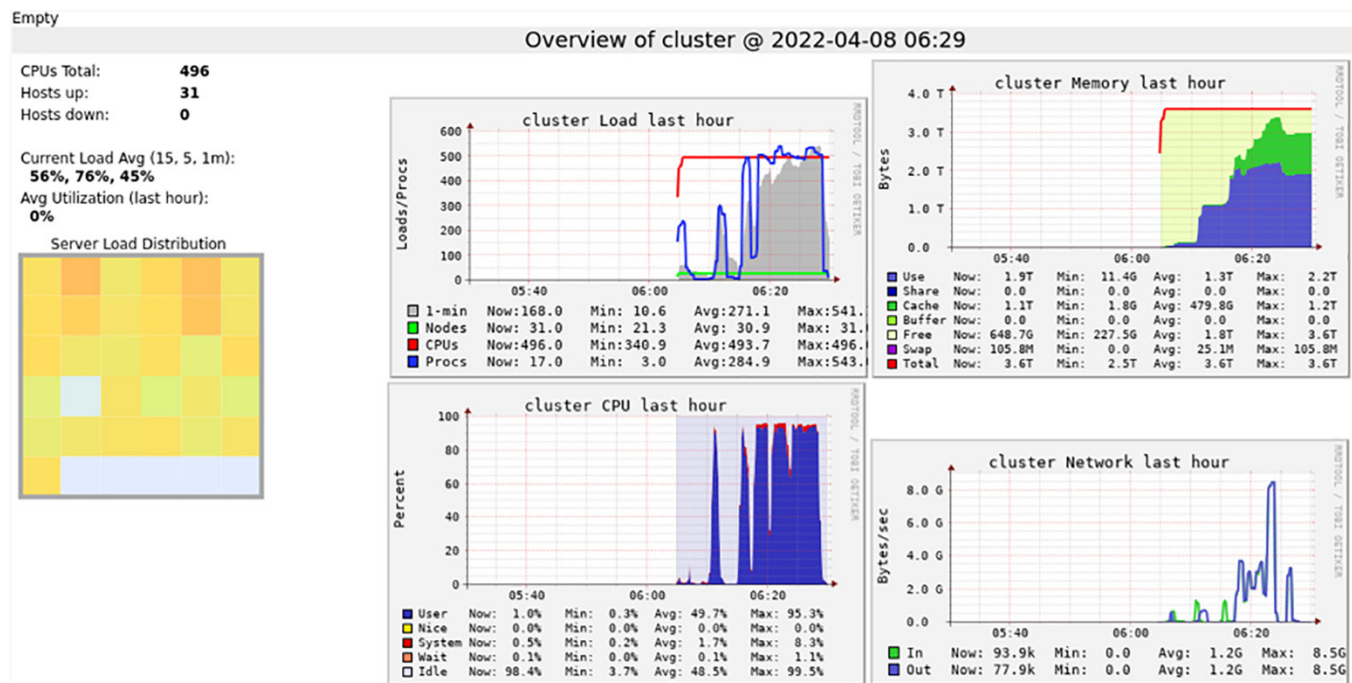 Empty
Overview of cluster @ 2022-04-08 06:29
CPUs Total: 496
Hosts up: 31
Hosts down: 0
Current Load Avg (15, 5, 1m):
56%, 76%, 45%
Avg Utilization (last hour):
0%
Server Load Distribution
cluster Load last hour
RRDTOOL / TOBI OETIKER
Loads/Procs
600
500
400
300
200
100
0
05:40 06:00 06:20
1-min Now:168.0 Min: 10.6 Avg:271.1 Max:541.
Nodes Now: 31.0 Min: 21.3 Avg: 30.9 Max: 31.
CPUs Now:496.0 Min:340.9 Avg:493.7 Max:496.
Procs Now: 17.0 Min: 3.0 Avg:284.9 Max:543.
cluster Memory last hour
RRDTOOL / TOBI OETIKER
Bytes
4.0 T
3.0 T
2.0 T
1.0 T
0.0
05:40 06:00 06:20
Use Now: 1.9T Min: 11.4G Avg: 1.3T Max: 2.2T
Share Now: 0.0 Min: 0.0 Avg: 0.0 Max: 0.0
Cache Now: 1.1T Min: 1.8G Avg: 479.8G Max: 1.2T
Buffer Now: 0.0 Min: 0.0 Avg: 0.0 Max: 0.0
Free Now: 648.7G Min: 227.5G Avg: 1.8T Max: 3.6T
Swap Now: 105.8M Min: 0.0 Avg: 25.1M Max: 105.8M
Total Now: 3.6T Min: 2.5T Avg: 3.6T Max: 3.6T
cluster CPU last hour
RRDTOOL / TOBI OETIKER
Percent
100
80
60
40
20
0
05:40 06:00 06:20
User Now: 1.0% Min: 0.3% Avg: 49.7% Max: 95.3%
Nice Now: 0.0% Min: 0.0% Avg: 0.0% Max: 0.0%
System Now: 0.5% Min: 0.2% Avg: 1.7% Max: 8.3%
Wait Now: 0.1% Min: 0.0% Avg: 0.1% Max: 1.1%
Idle Now: 98.4% Min: 3.7% Avg: 48.5% Max: 99.5%
cluster Network last hour
RRDTOOL / TOBI OETIKER
Bytes/sec
8.0 G
6.0 G
4.0 G
2.0 G
0.0
05:40 06:00 06:20
In Now: 93.9k Min: 0.0 Avg: 1.2G Max: 8.5G
Out Now: 77.9k Min: 0.0 Avg: 1.2G Max: 8.5G